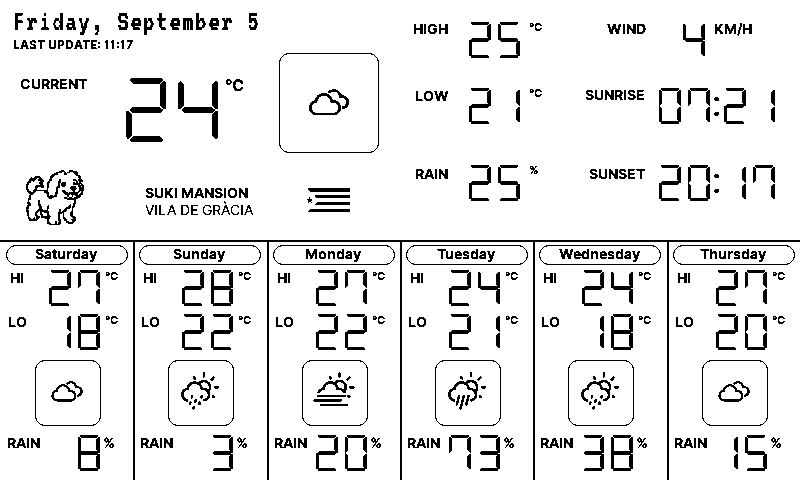 Friday, September 5
LAST UPDATE: 11:17
CURRENT 24 °C
HIGH 25 °C
WIND 4 KM/H
LOW 21 °C
SUNRISE 07:21
RAIN 25 %
SUNSET 20:17
SUKI MANSION
VILA DE GRÀCIA
Saturday
HI 27 °C
LO 18 °C
RAIN 8 %
Sunday
HI 28 °C
LO 22 °C
RAIN 3 %
Monday
HI 27 °C
LO 22 °C
RAIN 20 %
Tuesday
HI 24 °C
LO 21 °C
RAIN 73 %
Wednesday
HI 24 °C
LO 18 °C
RAIN 38 %
Thursday
HI 27 °C
LO 20 °C
RAIN 15 %